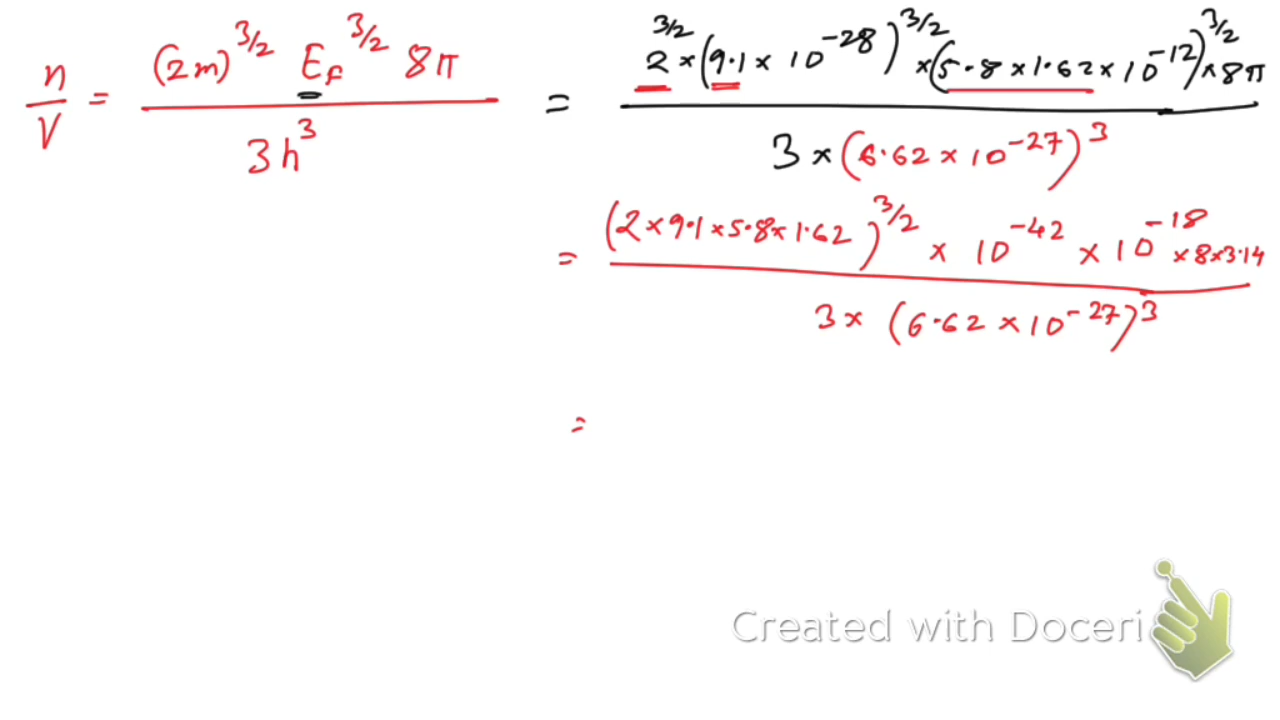 n/V = (2m)^3/2 E_f^3/2 8π / 3h^3 = 2^3/2 × (9.1 × 10^-28)^3/2 × (5.8 × 1.62 × 10^-12)^3/2 × 8π / 3 × (6.62 × 10^-27)^3
= (2 × 9.1 × 5.8 × 1.62)^3/2 × 10^-42 × 10^-18 × 8 × 3.14 / 3 × (6.62 × 10^-27)^3
=
Created with Doceri